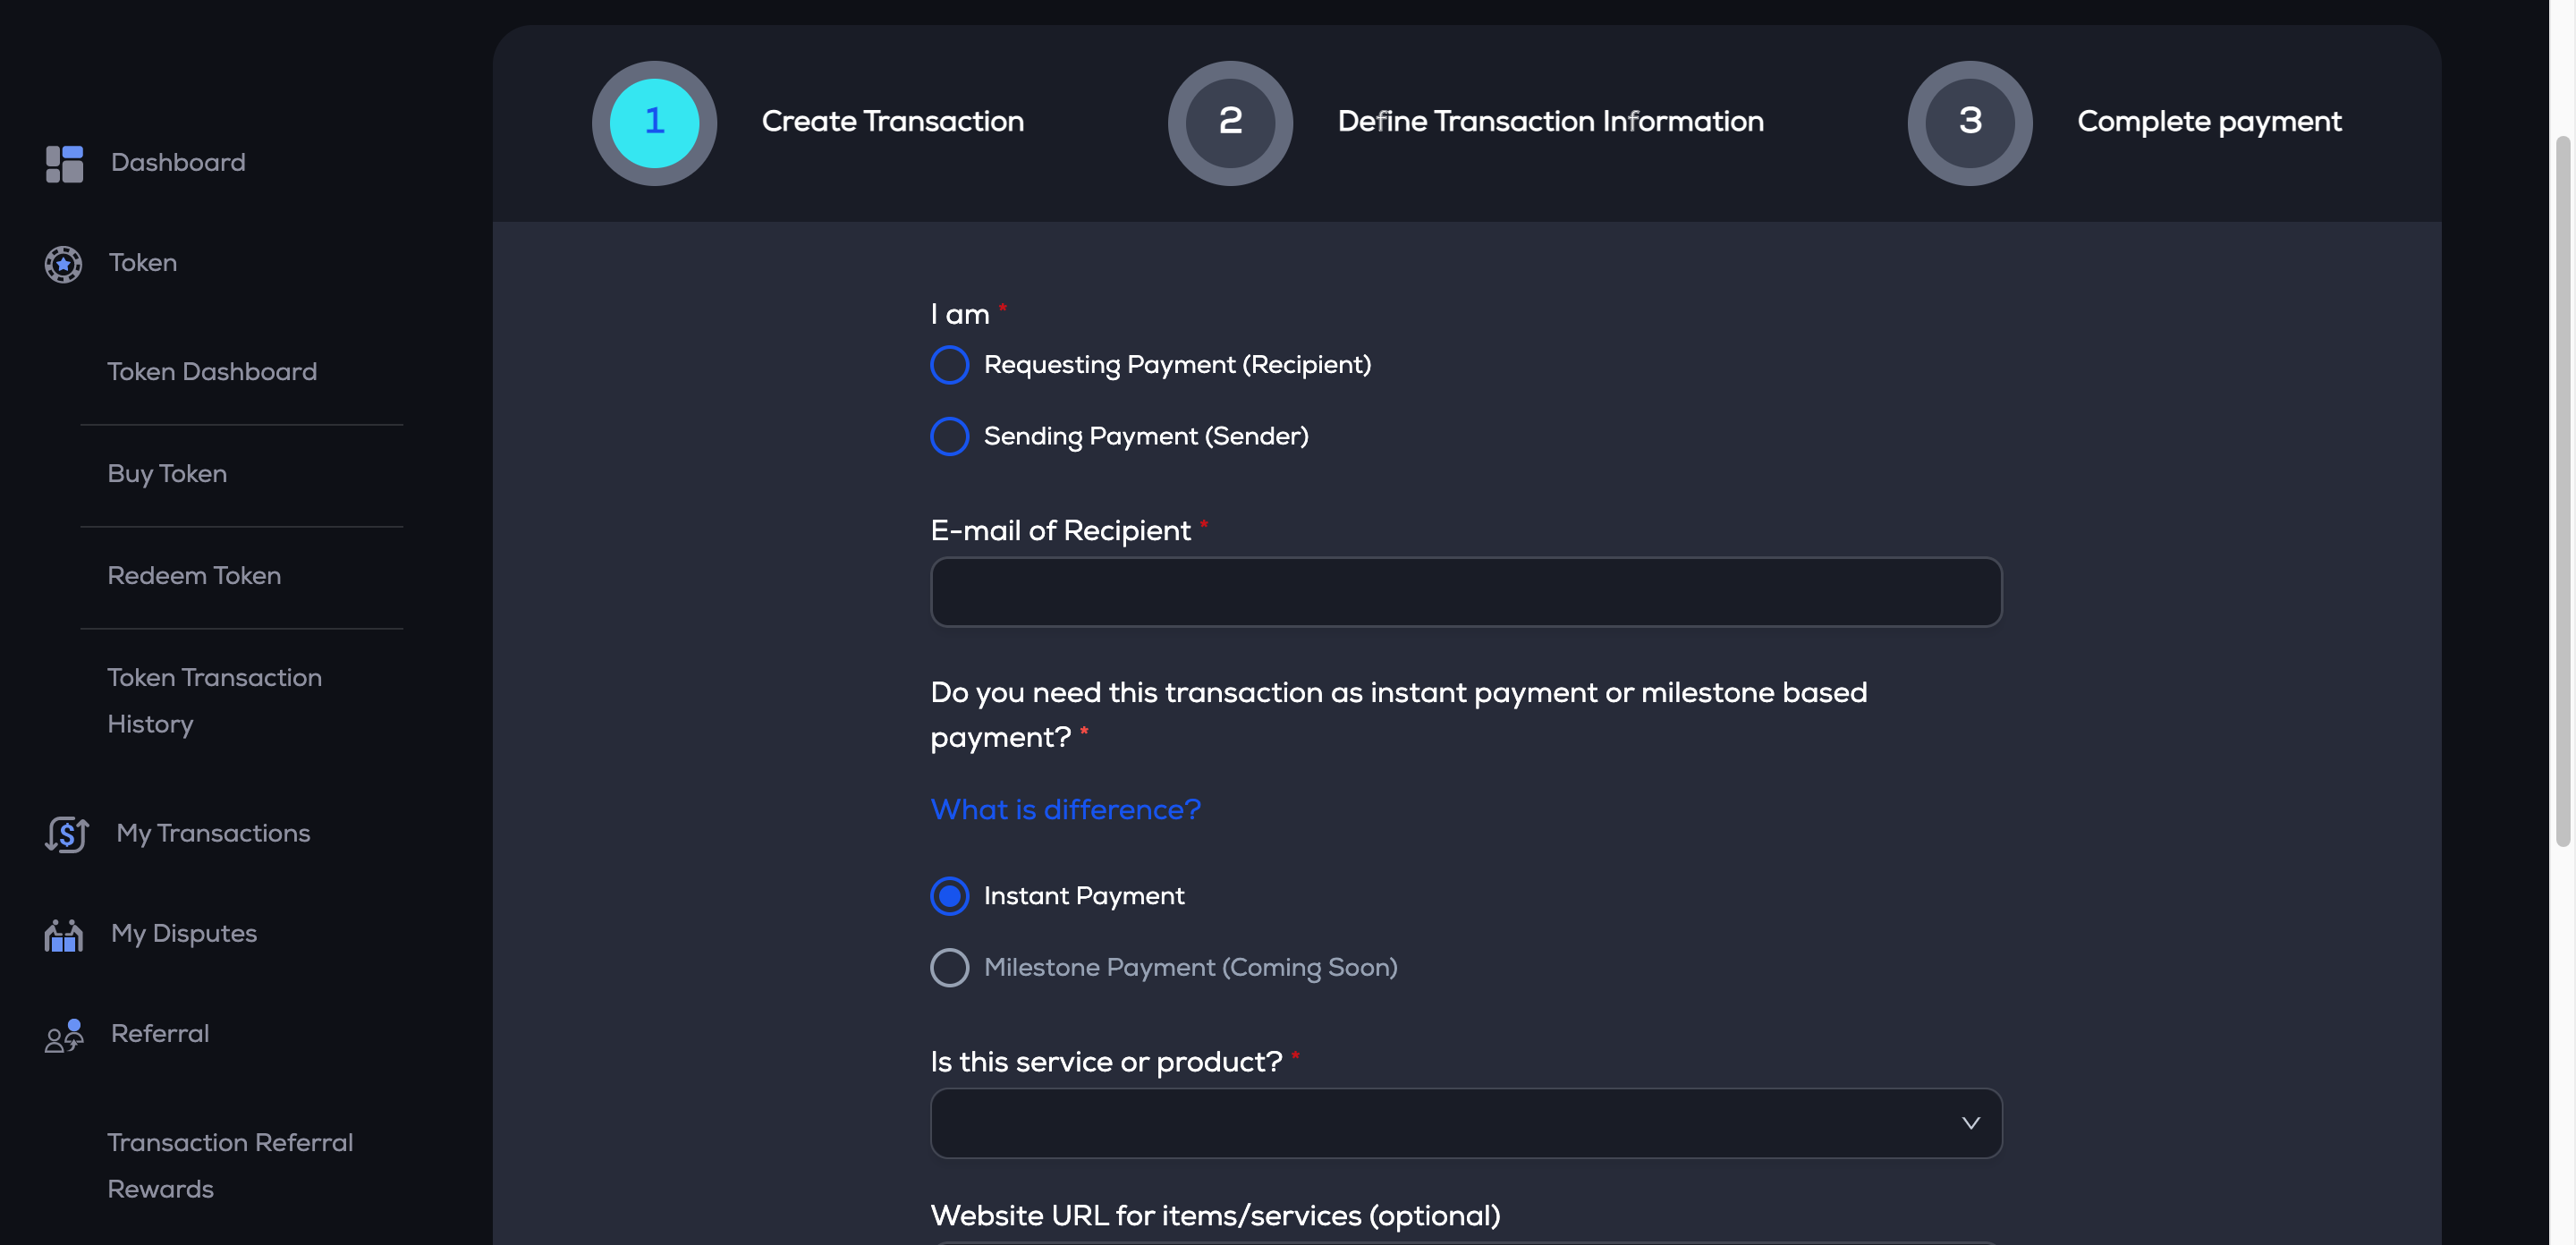 Dashboard
Token
Token Dashboard
Buy Token
Redeem Token
Token Transaction
History
My Transactions
My Disputes
Referral
Transaction Referral
Rewards
1
Create Transaction
2
Define Transaction Information
3
Complete payment
I am *
Requesting Payment (Recipient)
Sending Payment (Sender)
E-mail of Recipient *
Do you need this transaction as instant payment or milestone based
payment? *
What is difference?
Instant Payment
Milestone Payment (Coming Soon)
Is this service or product? *
Website URL for items/services (optional)